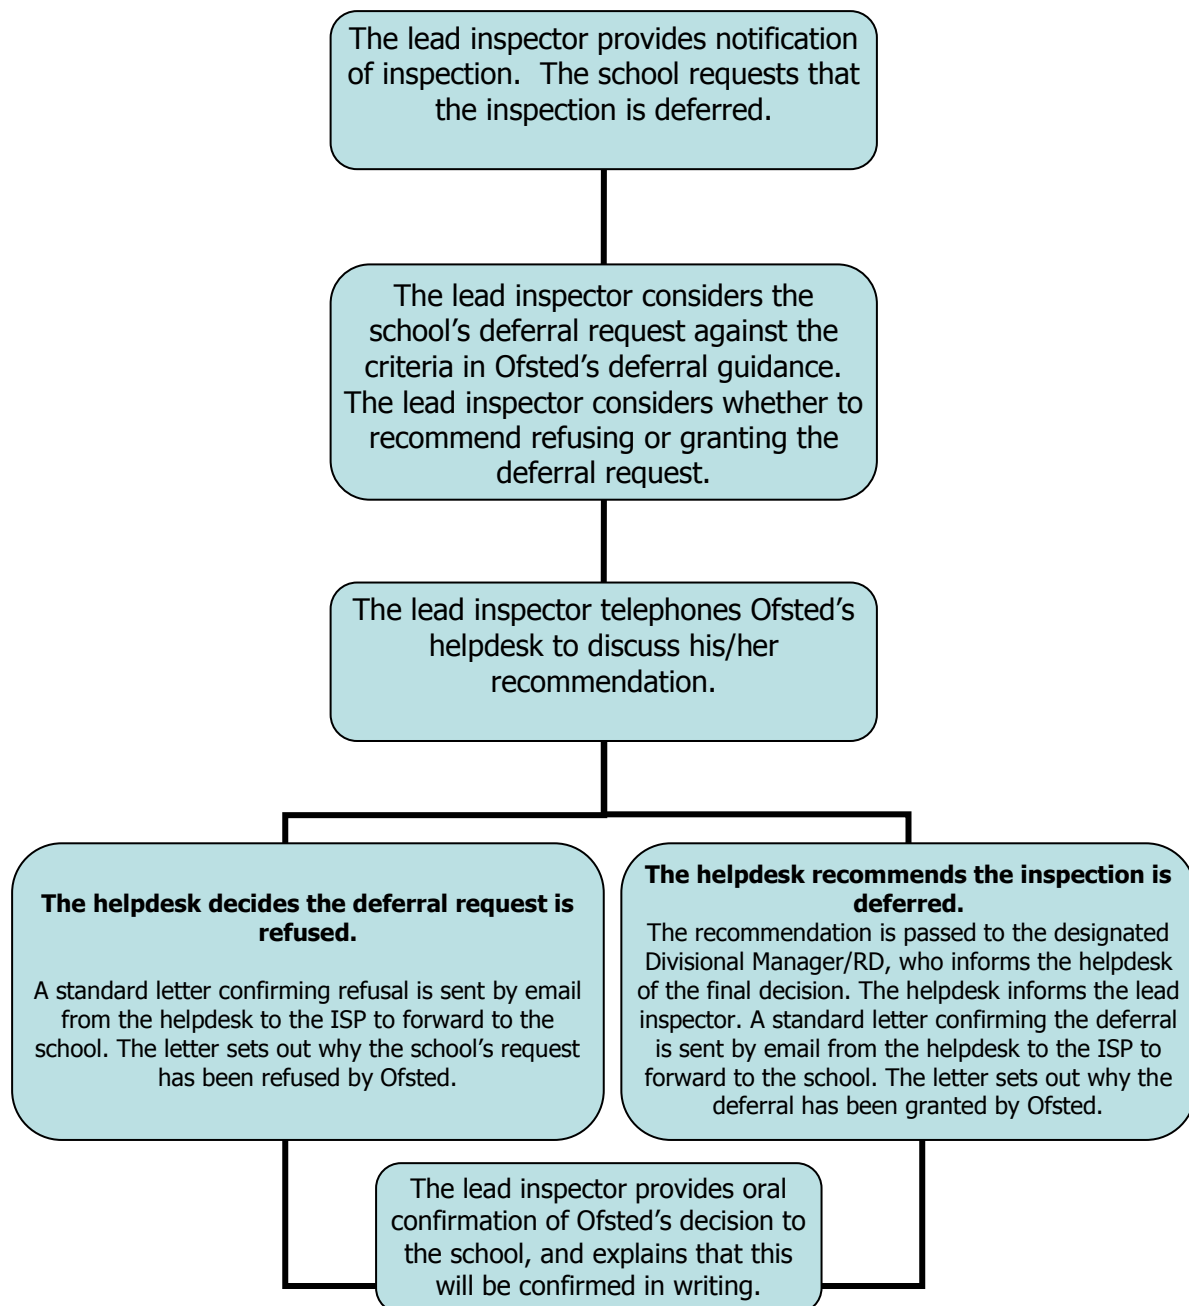 The lead inspector provides notification
of inspection.  The school requests that
the inspection is deferred.
The lead inspector considers the
school’s deferral request against the
criteria in Ofsted’s deferral guidance.
The lead inspector considers whether to
recommend refusing or granting the
deferral request.
The lead inspector telephones Ofsted’s
helpdesk to discuss his/her
recommendation.
The helpdesk decides the deferral request is
refused.
A standard letter confirming refusal is sent by email
from the helpdesk to the ISP to forward to the
school. The letter sets out why the school’s request
has been refused by Ofsted.
The helpdesk recommends the inspection is
deferred.
The recommendation is passed to the designated
Divisional Manager/RD, who informs the helpdesk
of the final decision. The helpdesk informs the lead
inspector. A standard letter confirming the deferral
is sent by email from the helpdesk to the ISP to
forward to the school. The letter sets out why the
deferral has been granted by Ofsted.
The lead inspector provides oral
confirmation of Ofsted’s decision to
the school, and explains that this
will be confirmed in writing.